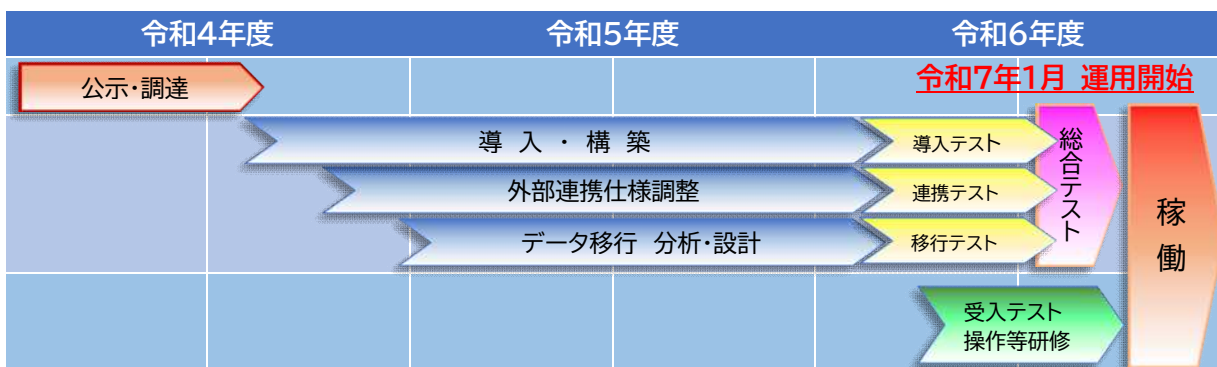 令和4年度
令和5年度
令和6年度
令和7年1月 運用開始
公示・調達
導 入 ・ 構 築
導入テスト
外部連携仕様調整
連携テスト
データ移行 分析・設計
移行テスト
総合テスト
受入テスト
操作等研修
稼働